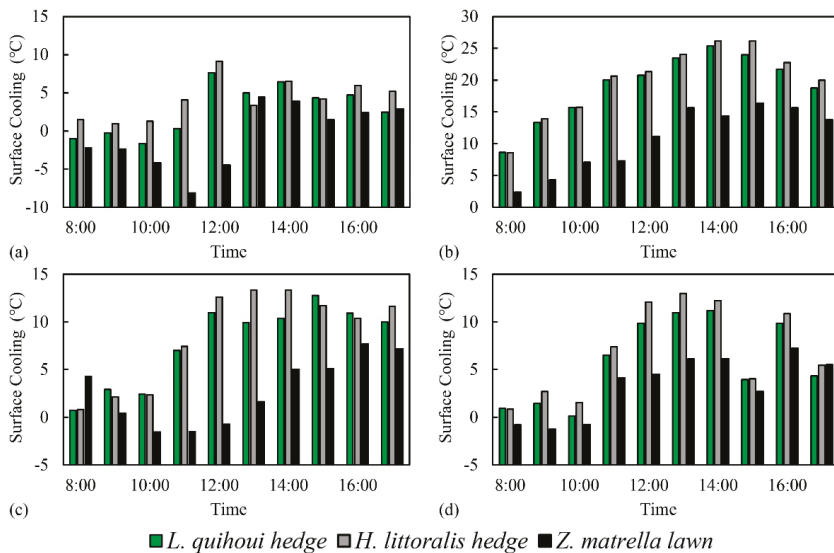 15
10
5
0
-5
-10
Surface Cooling (℃)
8:00 10:00 12:00 14:00 16:00
(a) Time
30
25
20
15
10
5
0
Surface Cooling (℃)
8:00 10:00 12:00 14:00 16:00
(b) Time
15
10
5
0
-5
Surface Cooling (℃)
8:00 10:00 12:00 14:00 16:00
(c) Time
15
10
5
0
-5
Surface Cooling (℃)
8:00 10:00 12:00 14:00 16:00
(d) Time
L. quihoui hedge H. littoralis hedge Z. matrella lawn